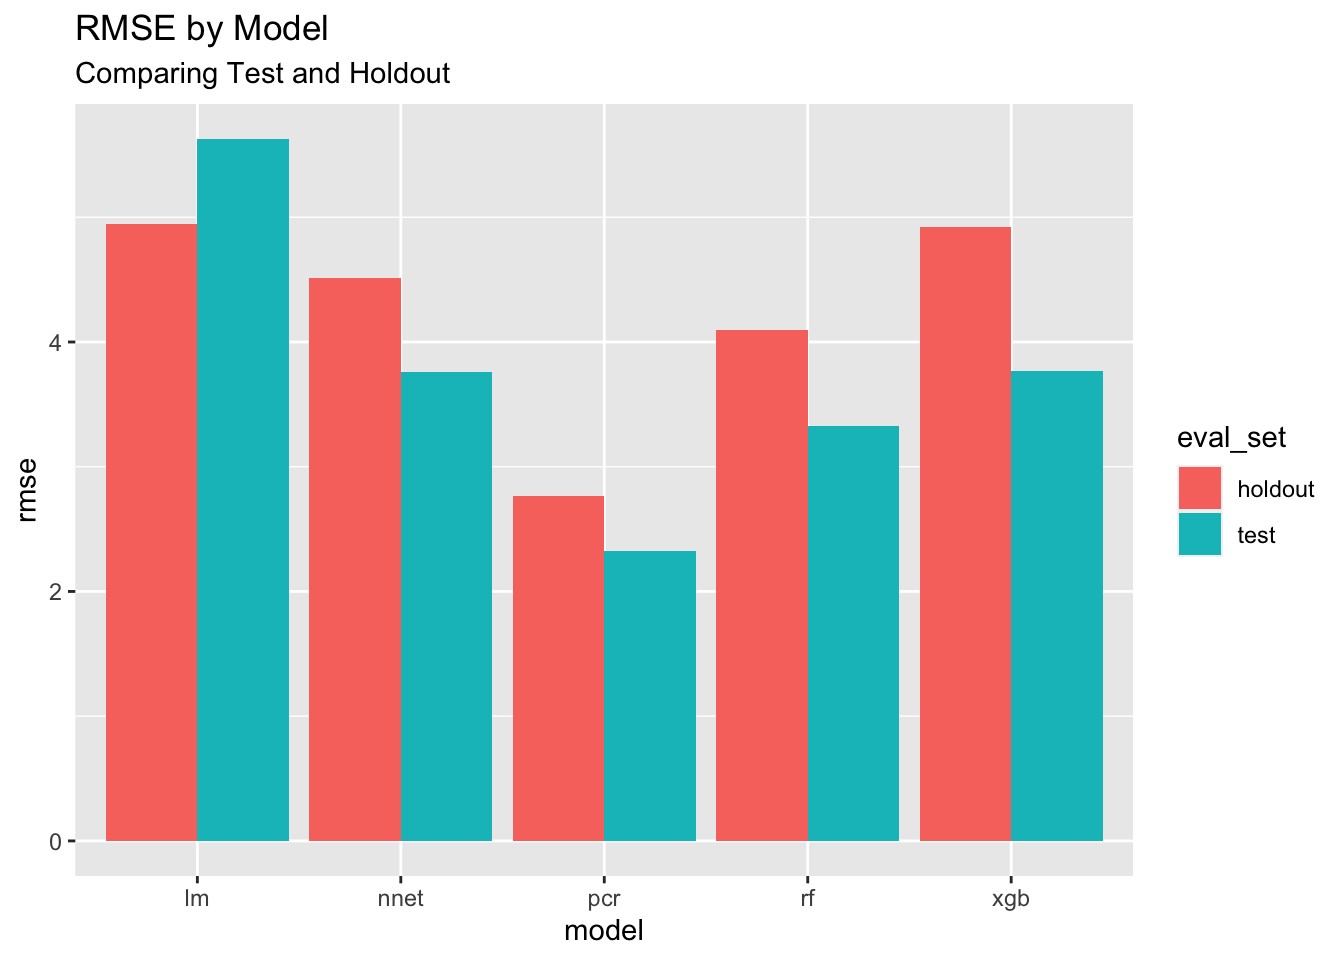 RMSE by Model
Comparing Test and Holdout
rmse
4
2
0
lm nnet pcr rf xgb
model
eval_set
holdout
test